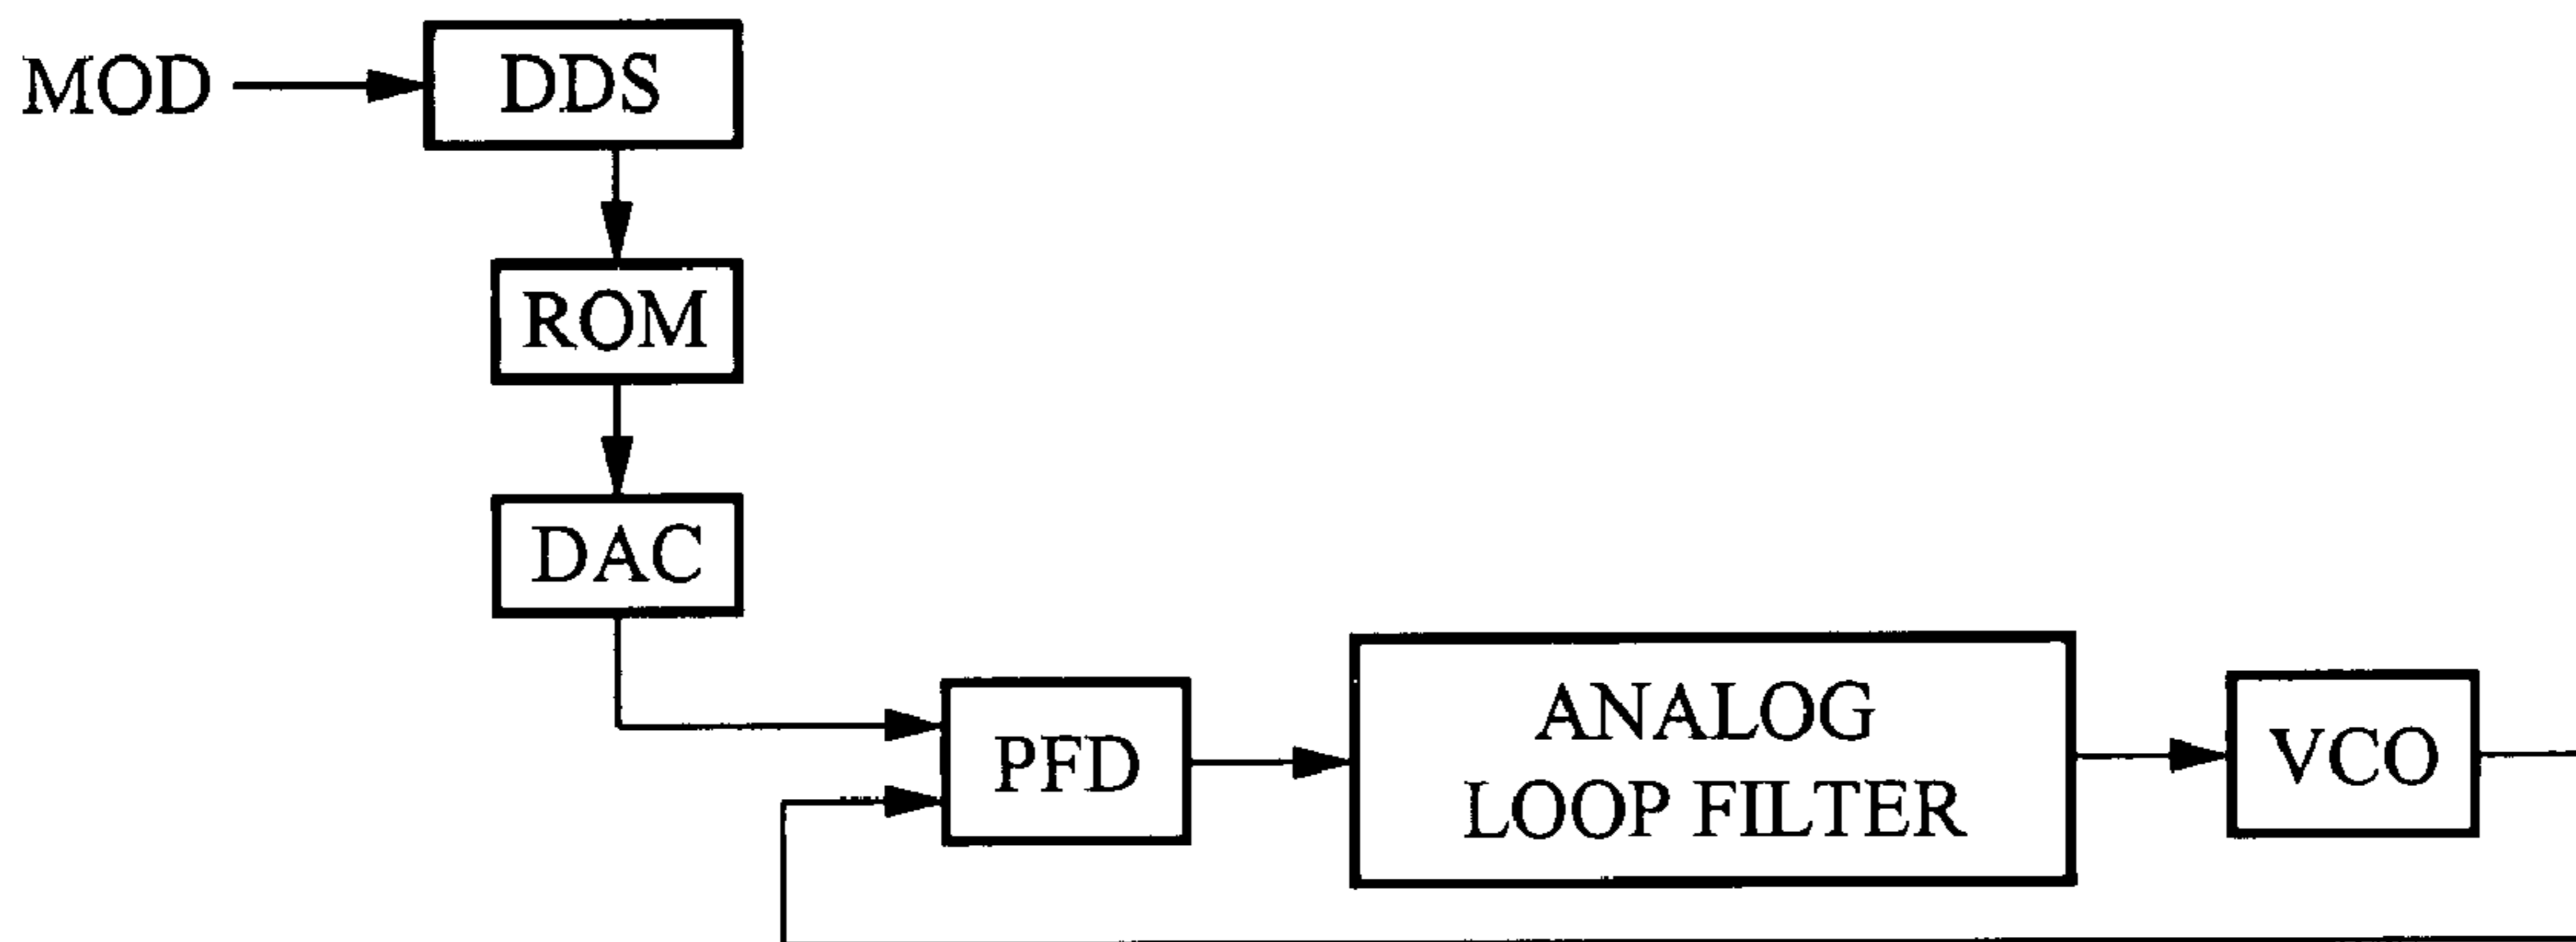 MOD
DDS
ROM
DAC
PFD
ANALOG
LOOP FILTER
VCO